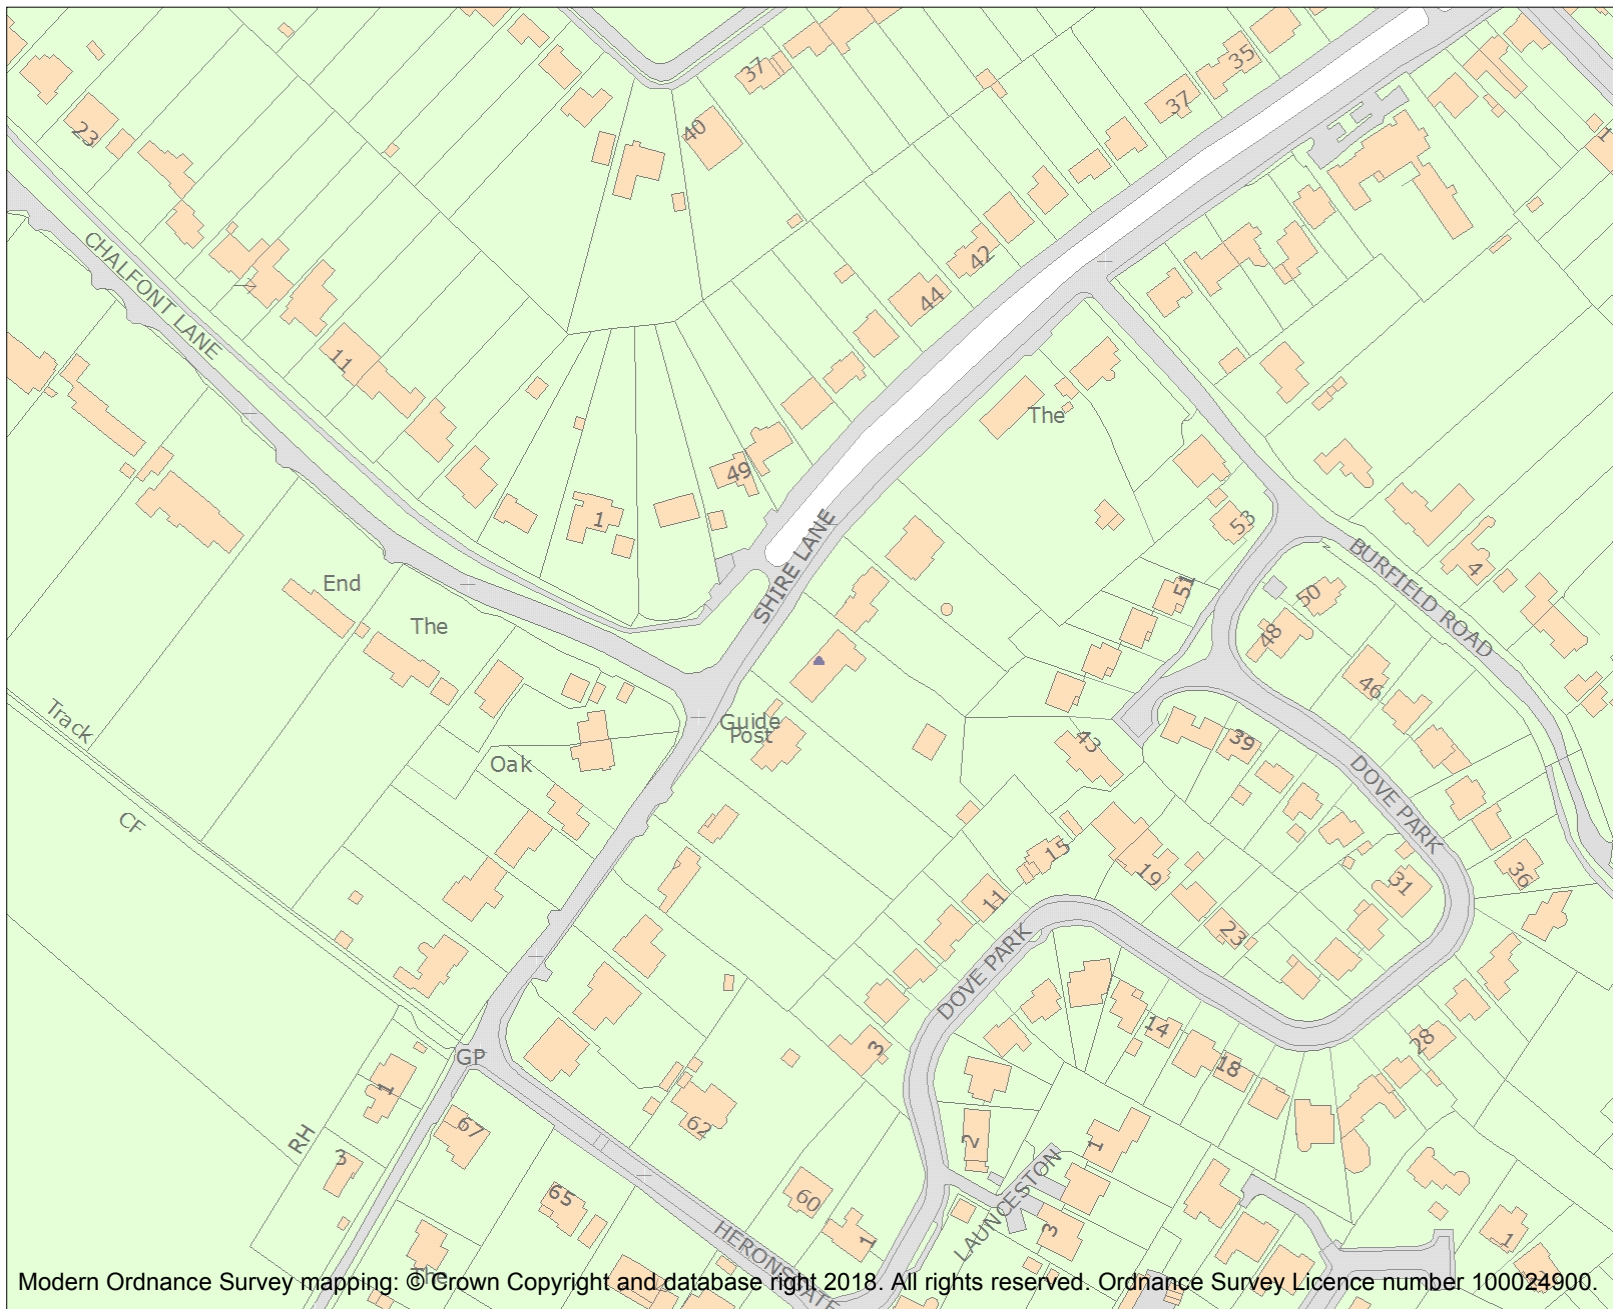 37
35
40
37
23
CHALFONT LANE
17
42
44
11
The
49
1
SHIRE LANE
53
BURFIELD ROAD
4
End
51
50
The
48
46
Track
Guide
Post
43
39
Oak
DOVE PARK
CF
15
19
36
31
11
23
DOVE PARK
14
28
3
GP
18
1
62
67
RH
2
1
3
65
60
LAUNCESTON
1
3
1
HERONSGATE
The
Modern Ordnance Survey mapping: © Crown Copyright and database right 2018. All rights reserved. Ordnance Survey Licence number 100024900.